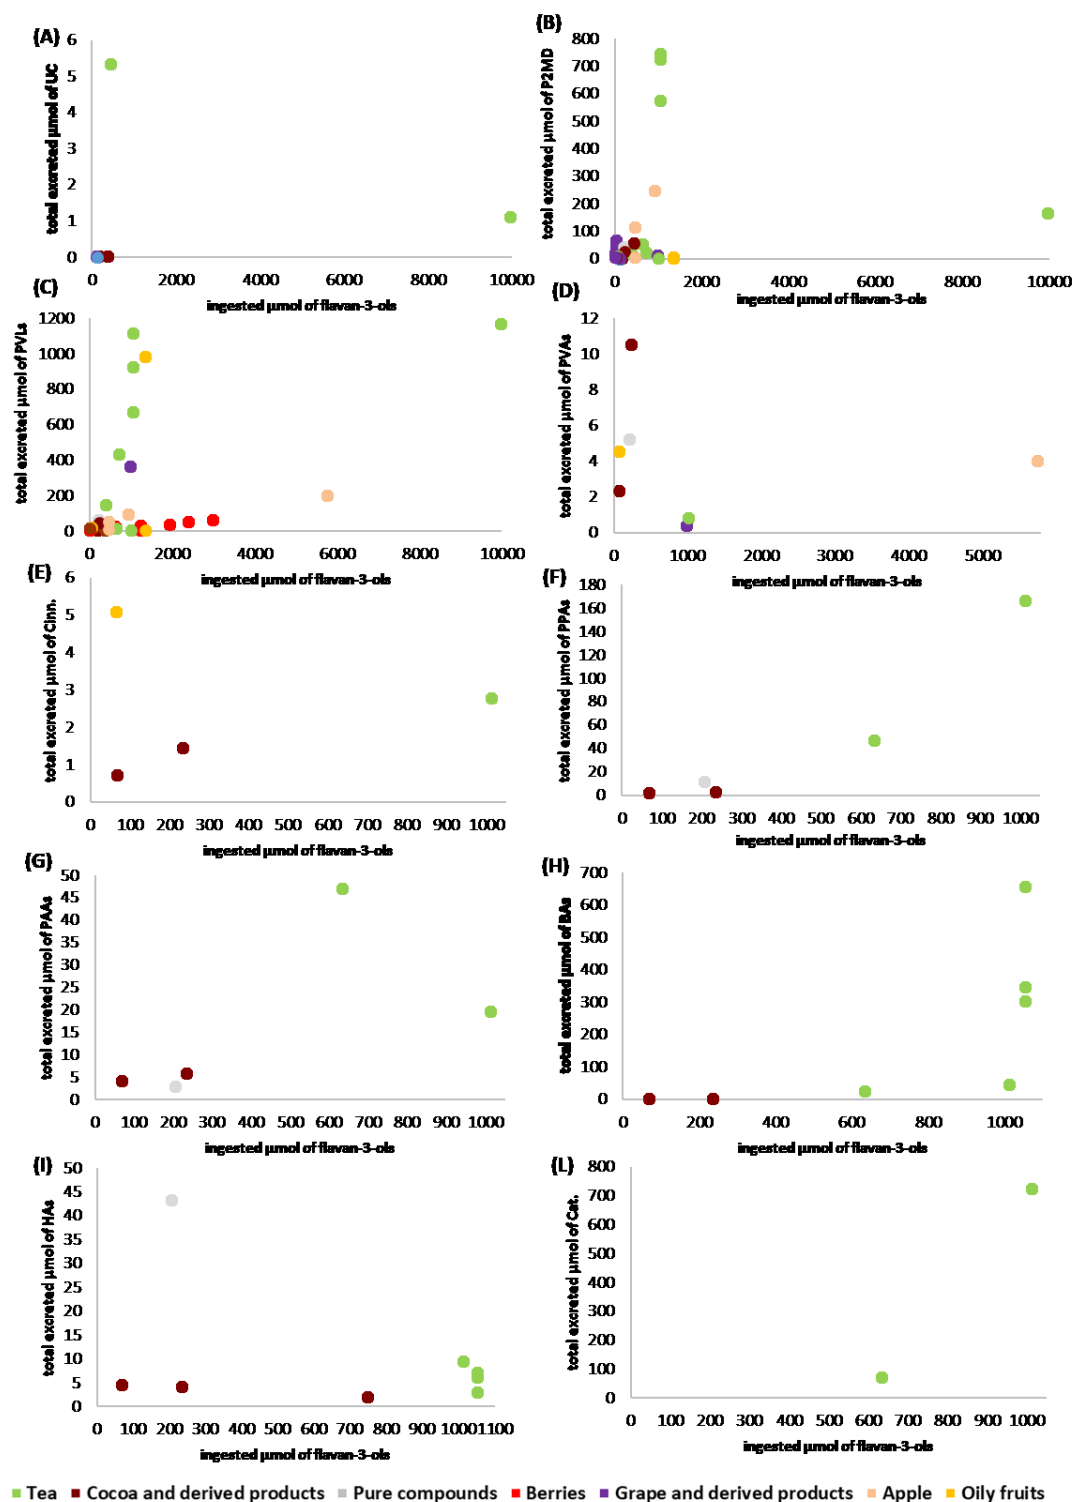 (A)
total excreted µmol of UC
6
5
4
3
2
1
0
0 2000 4000 6000 8000 10000
ingested µmol of flavan-3-ols
(B)
total excreted µmol of P2MD
800
700
600
500
400
300
200
100
0
0 2000 4000 6000 8000 10000
ingested µmol of flavan-3-ols
(C)
total excreted µmol of PVLs
1200
1000
800
600
400
200
0
0 2000 4000 6000 8000 10000
ingested µmol of flavan-3-ols
(D)
total excreted µmol of PVAs
12
10
8
6
4
2
0
0 1000 2000 3000 4000 5000
ingested µmol of flavan-3-ols
(E)
total excreted µmol of Cinn.
6
5
4
3
2
1
0
0 100 200 300 400 500 600 700 800 900 1000
ingested µmol of flavan-3-ols
(F)
total excreted µmol of PPAs
180
160
140
120
100
80
60
40
20
0
0 100 200 300 400 500 600 700 800 900 1000
ingested µmol of flavan-3-ols
(G)
total excreted µmol of PAAs
50
45
40
35
30
25
20
15
10
5
0
0 100 200 300 400 500 600 700 800 900 1000
ingested µmol of flavan-3-ols
(H)
total excreted µmol of BAs
700
600
500
400
300
200
100
0
0 200 400 600 800 1000
ingested µmol of flavan-3-ols
(I)
total excreted µmol of HAs
50
45
40
35
30
25
20
15
10
5
0
0 100 200 300 400 500 600 700 800 900 10001100
ingested µmol of flavan-3-ols
(L)
total excreted µmol of Cat.
800
700
600
500
400
300
200
100
0
0 100 200 300 400 500 600 700 800 900 1000
ingested µmol of flavan-3-ols
Tea Cocoa and derived products Pure compounds Berries Grape and derived products Apple Oily fruits